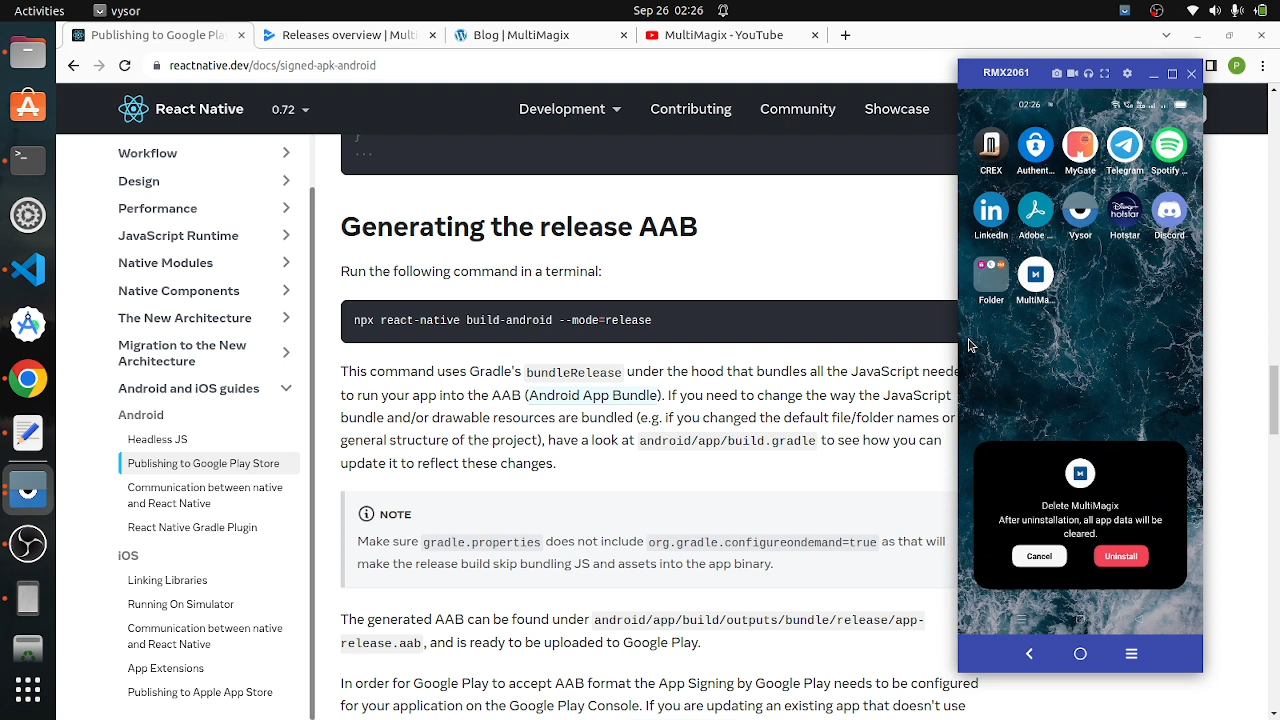 Activities
vysor
Sep 26 02:26
Publishing to Google Pla
Releases overview | Multi
Blog | MultiMagix
MultiMagix - YouTube
reactnative.dev/docs/signed-apk-android
P
React Native
0.72
Development
Contributing
Community
Showcase
Workflow
Design
Performance
JavaScript Runtime
Native Modules
Native Components
The New Architecture
Migration to the New
Architecture
Android and iOS guides
Android
Headless JS
Publishing to Google Play Store
Communication between native
and React Native
React Native Gradle Plugin
iOS
Linking Libraries
Running On Simulator
Communication between native
and React Native
App Extensions
Publishing to Apple App Store
}
...
Generating the release AAB
Run the following command in a terminal:
npx react-native build-android --mode=release
This command uses Gradle's bundleRelease under the hood that bundles all the JavaScript neede
to run your app into the AAB (Android App Bundle). If you need to change the way the JavaScript
bundle and/or drawable resources are bundled (e.g. if you changed the default file/folder names or
general structure of the project), have a look at android/app/build.gradle to see how you can
update it to reflect these changes.
NOTE
Make sure gradle.properties does not include org.gradle.configureondemand=true as that will
make the release build skip bundling JS and assets into the app binary.
The generated AAB can be found under android/app/build/outputs/bundle/release/app-
release.aab, and is ready to be uploaded to Google Play.
In order for Google Play to accept AAB format the App Signing by Google Play needs to be configured
for your application on the Google Play Console. If you are updating an existing app that doesn't use
RMX2061
02:26
CREX
Authent...
MyGate
Telegram
Spotify ...
LinkedIn
Adobe ...
Vysor
Hotstar
Discord
Folder
MultiMa...
Delete MultiMagix
After uninstallation, all app data will be
cleared.
Cancel
Uninstall